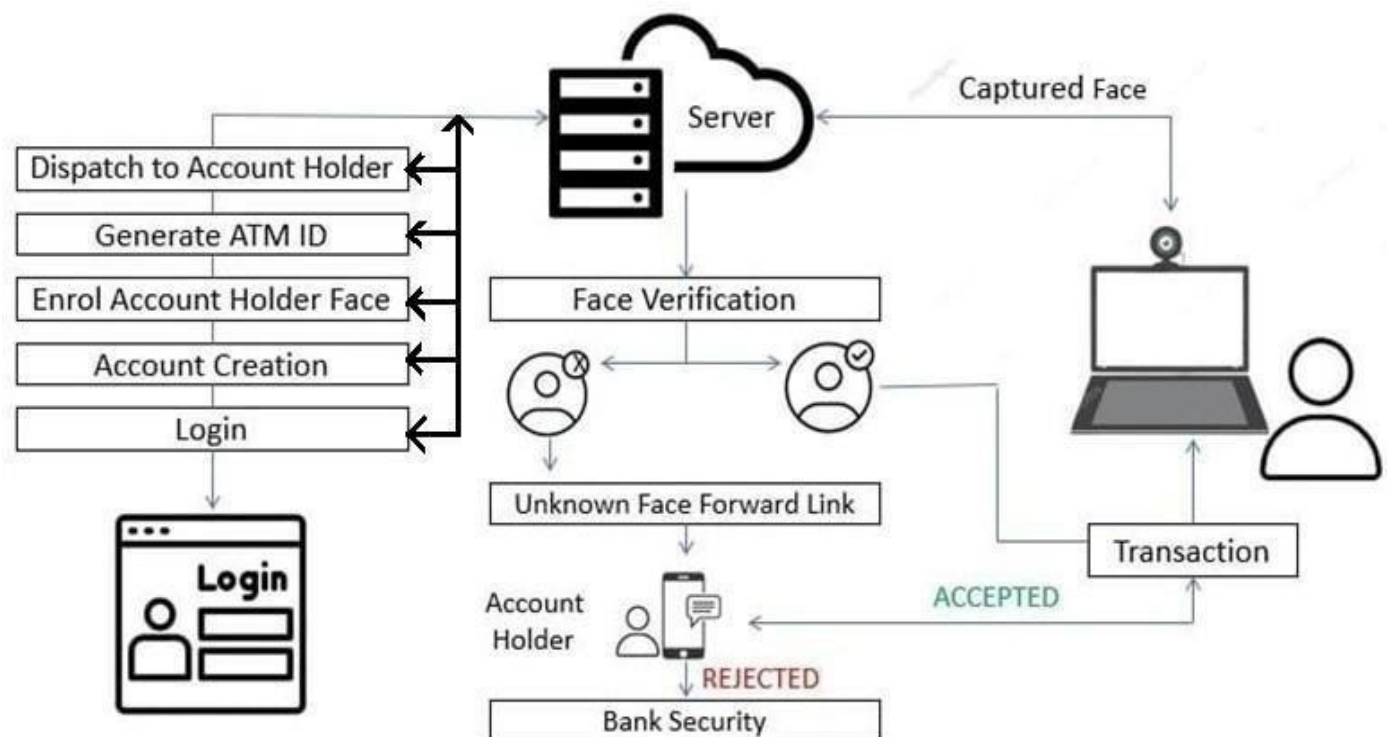 Server
Captured Face
Dispatch to Account Holder
Generate ATM ID
Enrol Account Holder Face
Account Creation
Login
Login
Face Verification
Unknown Face Forward Link
Account
Holder
ACCEPTED
REJECTED
Bank Security
Transaction